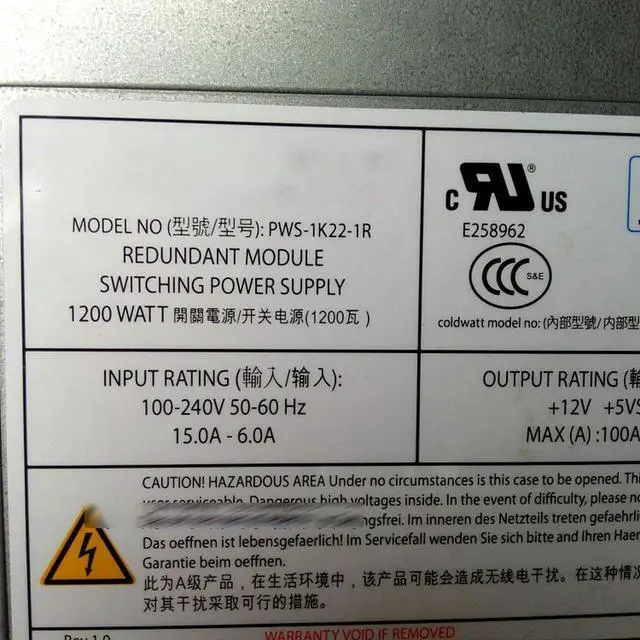 MODEL NO (型號/型号): PWS-1K22-1R
REDUNDANT MODULE
SWITCHING POWER SUPPLY
1200 WATT 開關電源/开关电源(1200瓦 )
c RU ® US
E258962
CCC S&E
coldwatt model no: (內部型號/内部型
INPUT RATING (輸入/输入):
100-240V 50-60 Hz
15.0A - 6.0A
OUTPUT RATING (
+12V +5VS
MAX (A) :100A
CAUTION! HAZARDOUS AREA Under no circumstances is this case to be opened. Thi
user serviceable. Dangerous high voltages inside. In the event of difficulty, please no
ngsfrei. Im inneren des Netzteils treten gefaehrli
Das oeffnen ist lebensgefaerlich! Im Servicefall wenden Sie sich bitte and Ihren Haen
Garantie beim oeffnen.
此为A级产品，在生活环境中，该产品可能会造成无线电干扰。在这种情况
对其干扰采取可行的措施。
Rev 1.0
WARRANTY VOID IF REMOVED